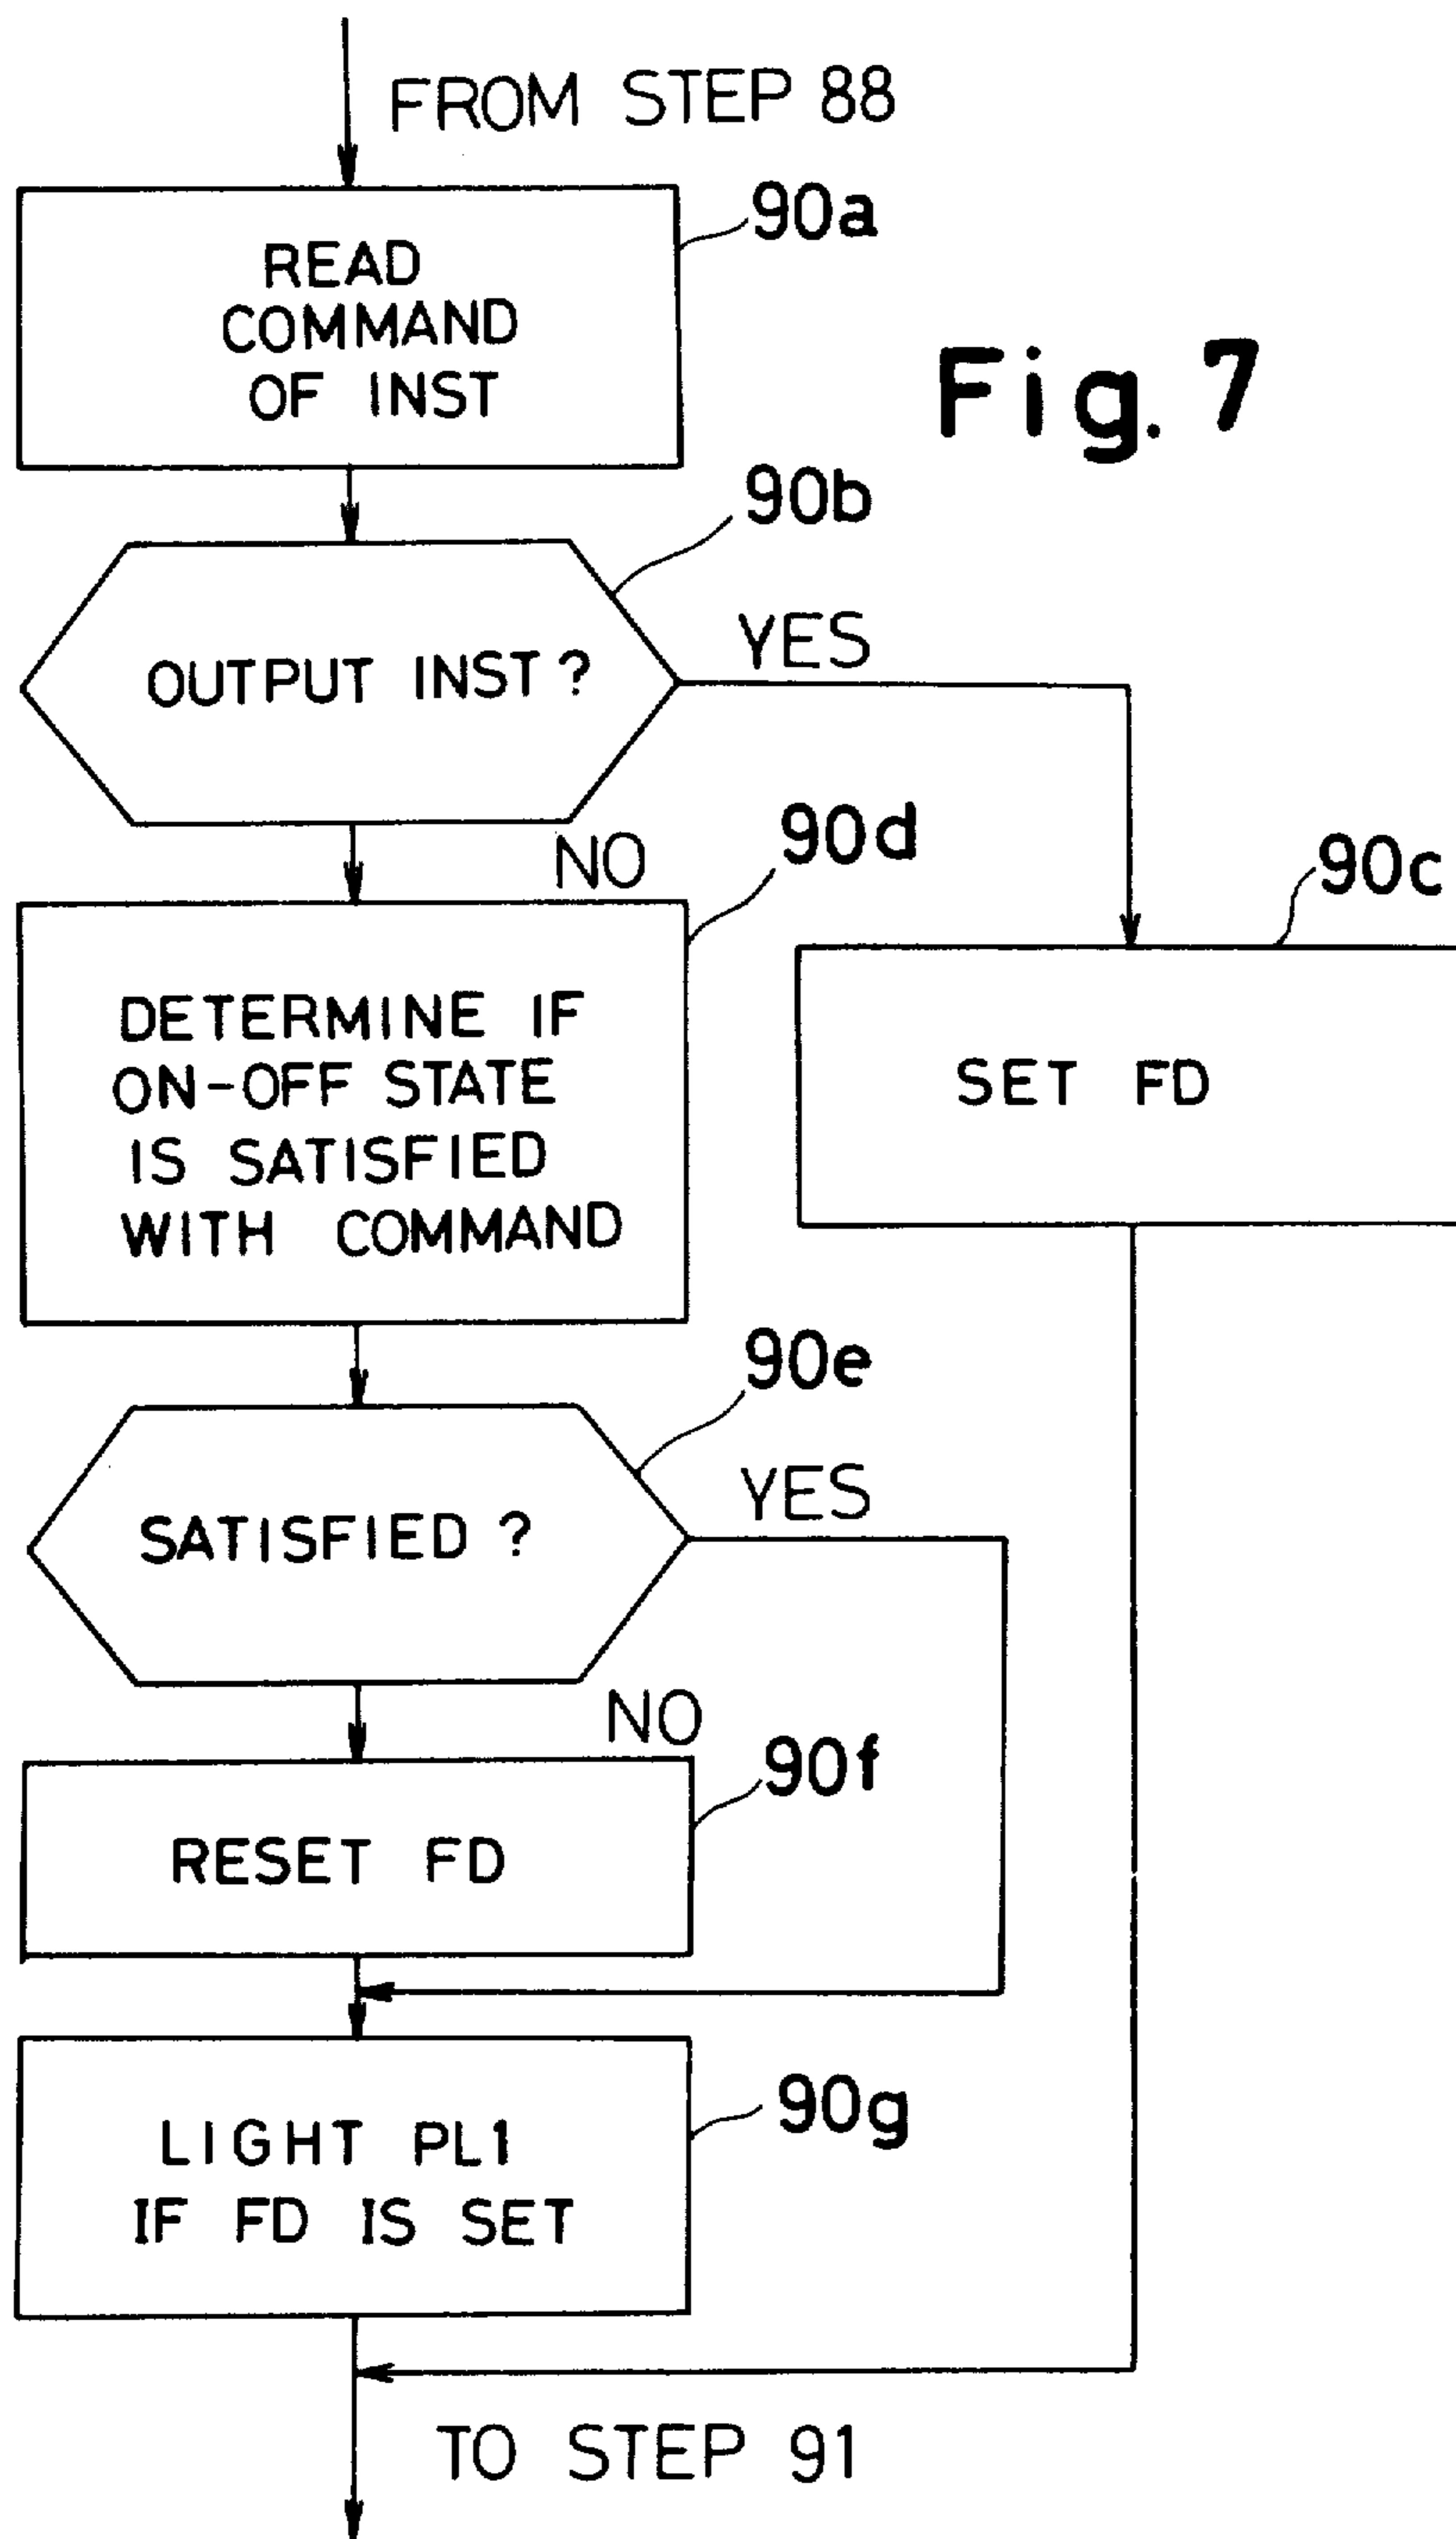 FROM STEP 88
90a
READ
COMMAND
OF INST
Fig. 7
90b
OUTPUT INST ?
YES
NO
90d
90c
DETERMINE IF
ON-OFF STATE
IS SATISFIED
WITH COMMAND
SET FD
90e
SATISFIED ?
YES
NO
90f
RESET FD
90g
LIGHT PL1
IF FD IS SET
TO STEP 91